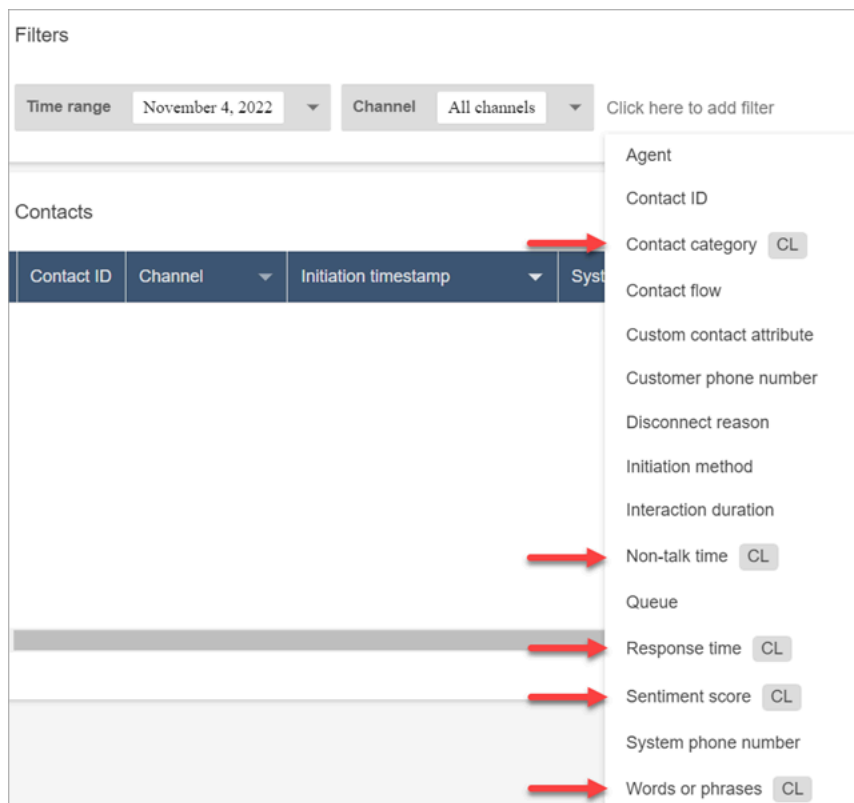 Filters
Time range November 4, 2022 Channel All channels Click here to add filter
Agent
Contact ID
Contacts
Contact category CL
Contact ID Channel Initiation timestamp Syst
Contact flow
Custom contact attribute
Customer phone number
Disconnect reason
Initiation method
Interaction duration
Non-talk time CL
Queue
Response time CL
Sentiment score CL
System phone number
Words or phrases CL